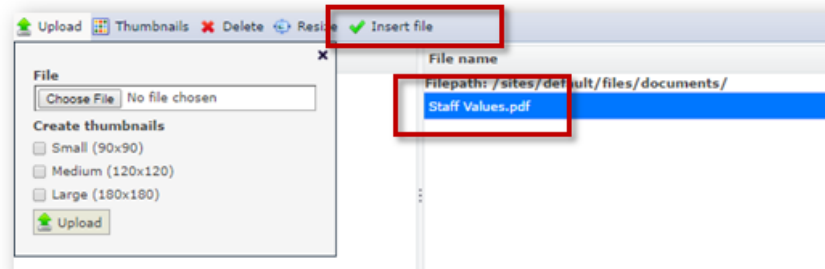 Upload Thumbnails Delete Resize Insert file
x
File
Choose File No file chosen
Create thumbnails
Small (90x90)
Medium (120x120)
Large (180x180)
Upload
File name
Filepath: /sites/default/files/documents/
Staff Values.pdf